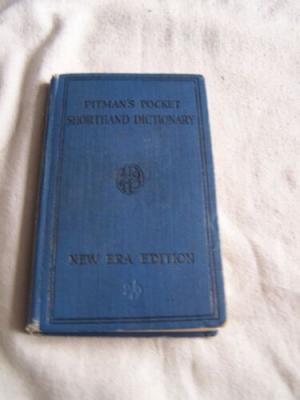 PITMAN'S POCKET
SHORTHAND DICTIONARY
NEW ERA EDITION